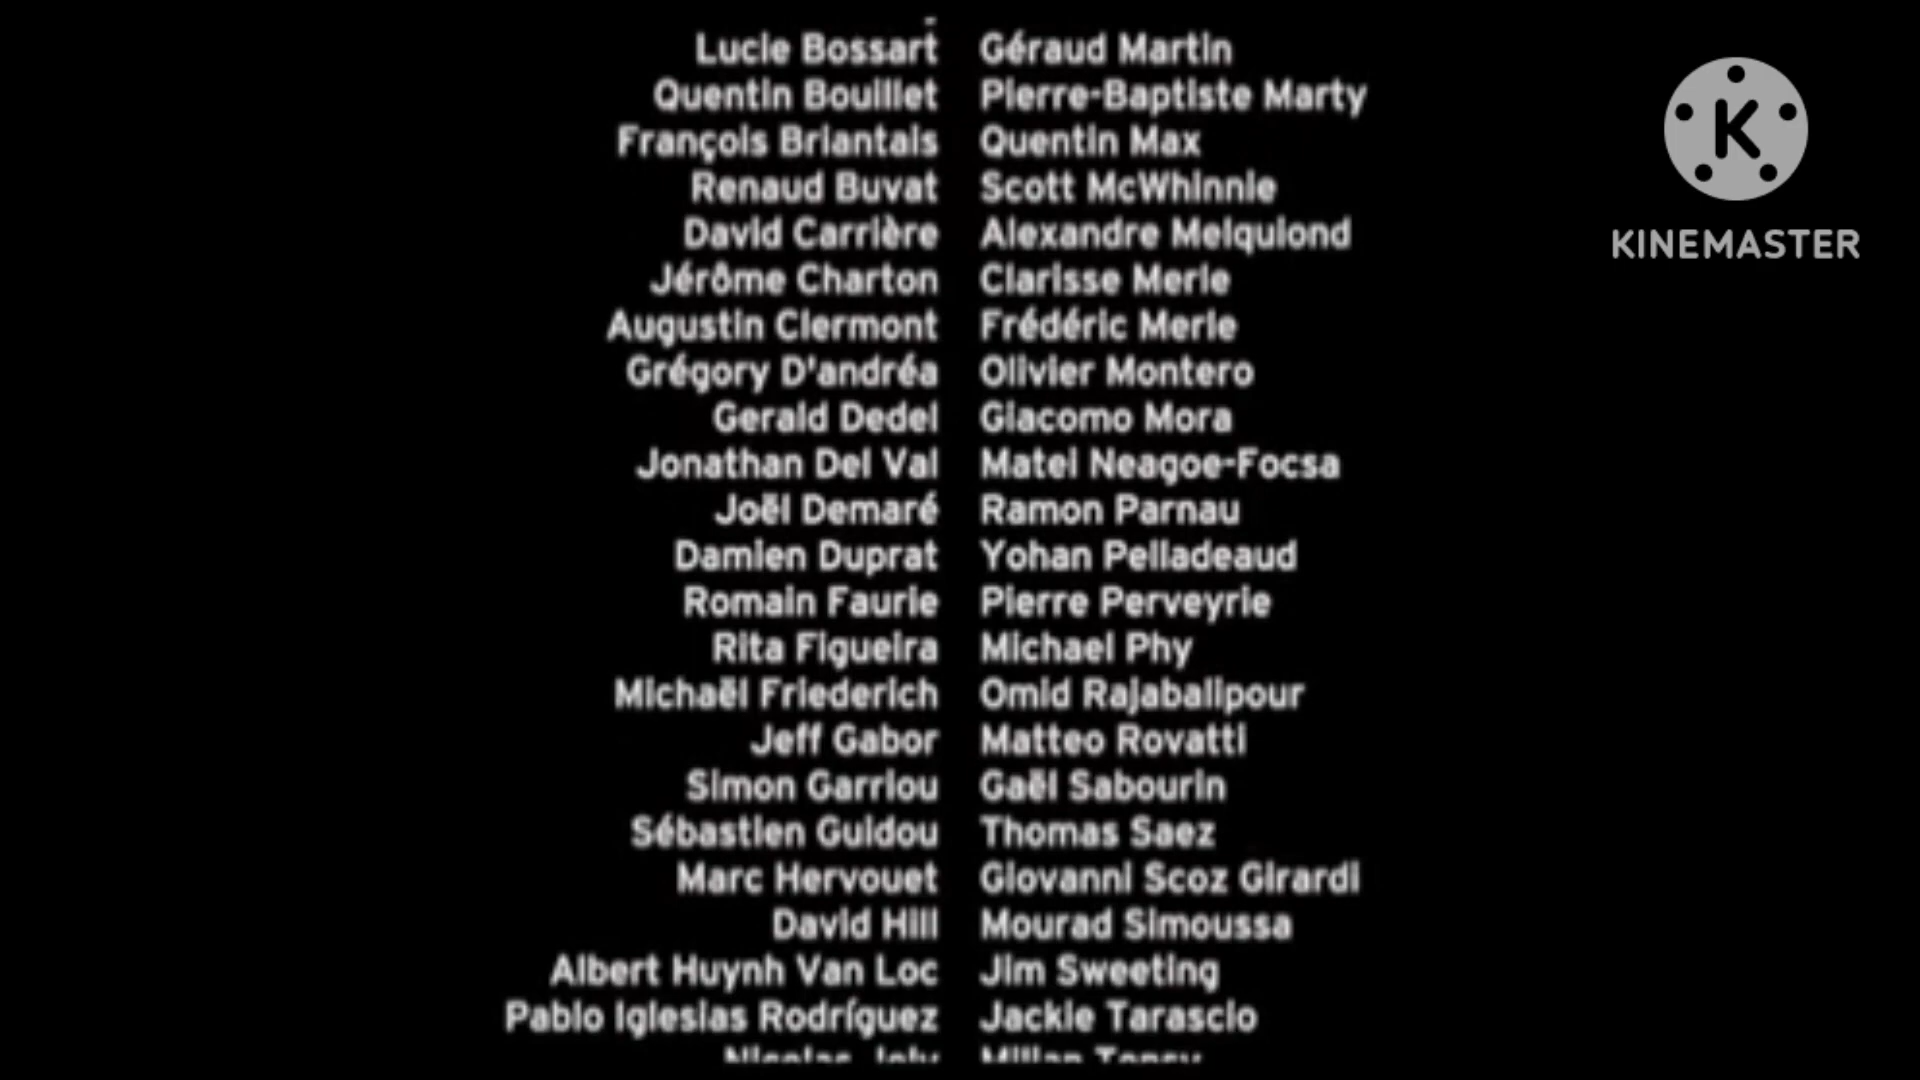 Lucie Bossart Géraud Martin
Quentin Bouillet Pierre-Baptiste Marty
François Briantais Quentin Max
Renaud Buvat Scott McWhinnie
David Carrière Alexandre Melquiond
Jérôme Charton Clarisse Merle
Augustin Clermont Frédéric Merle
Grégory D'andréa Olivier Montero
Gerald Dedel Giacomo Mora
Jonathan Del Val Matei Neagoe-Focsa
Joël Demaré Ramon Parnau
Damien Duprat Yohan Pelladeaud
Romain Faurie Pierre Perveyrie
Rita Figueira Michael Phy
Michaël Friederich Omid Rajabalipour
Jeff Gabor Matteo Rovatti
Simon Garriou Gaël Sabourin
Sébastien Guidou Thomas Saez
Marc Hervouet Giovanni Scoz Girardi
David Hill Mourad Simoussa
Albert Huynh Van Loc Jim Sweeting
Pablo Iglesias Rodríguez Jackie Tarascio
Nicolas Joly
K
KINEMASTER